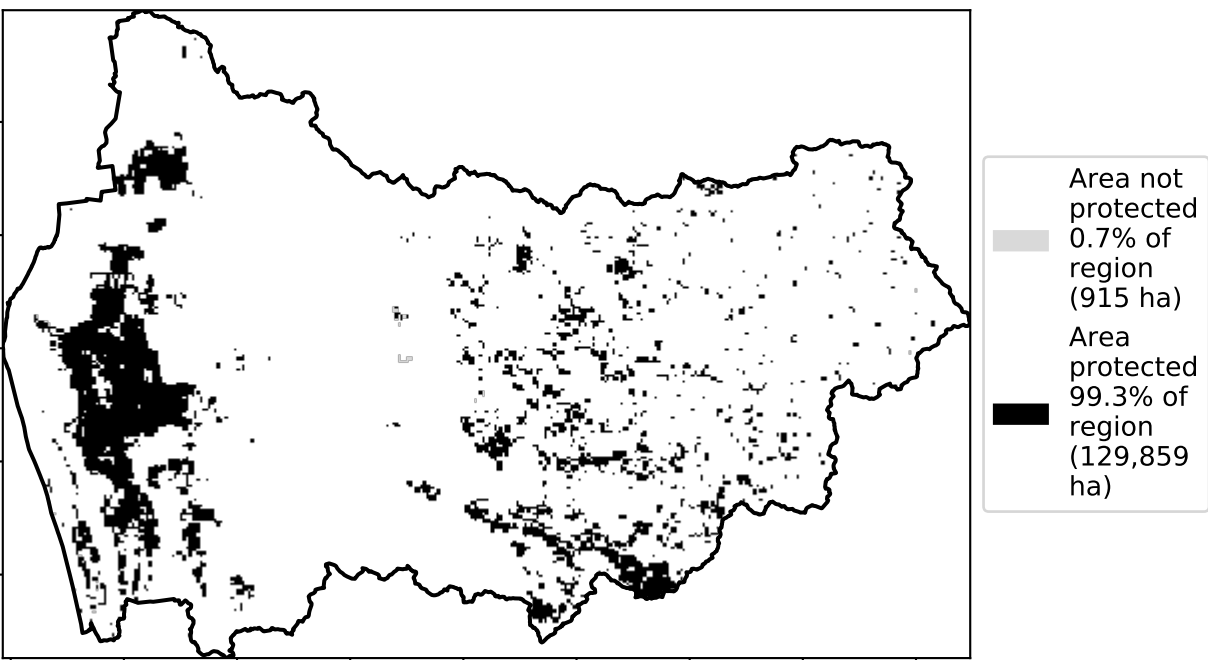 Area not
protected
0.7% of
region
(915 ha)
Area
protected
99.3% of
region
(129,859
ha)